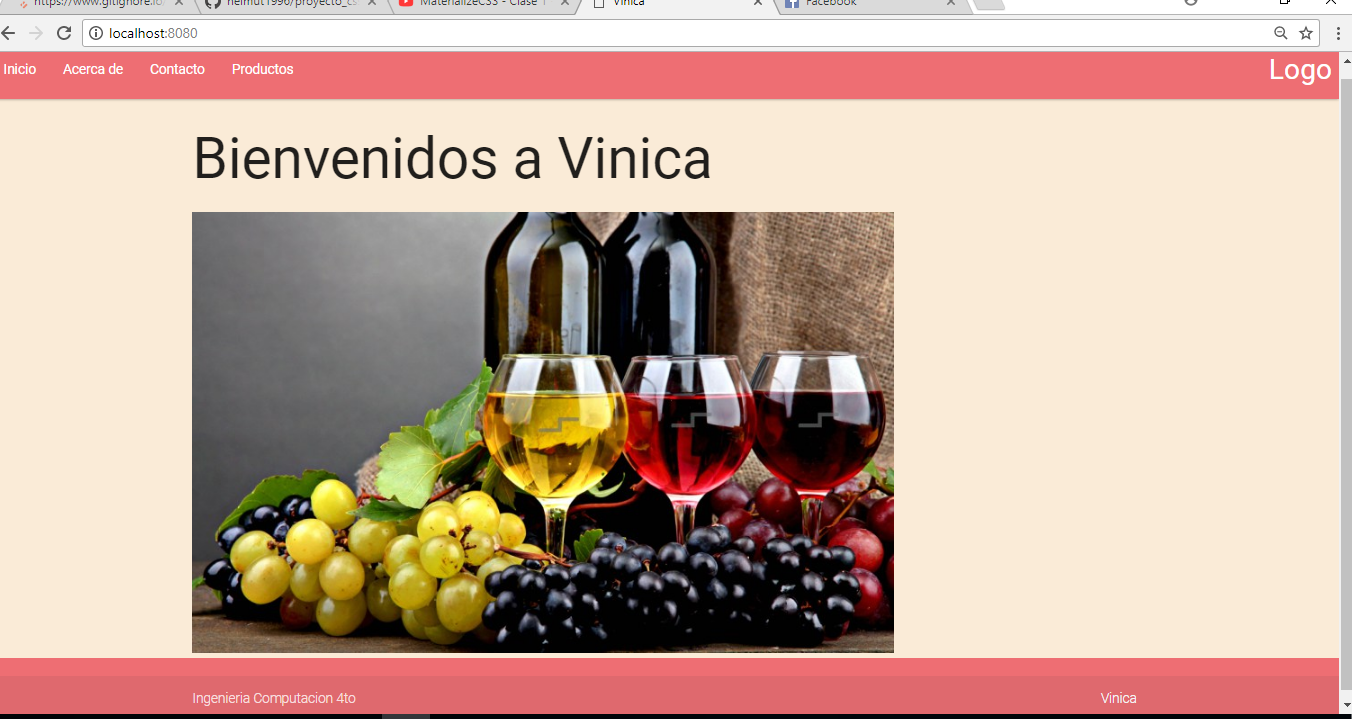 https://www.gitignore.io/
helmut1990/proyecto_cs
MaterializeCSS - Clase 1
Vinica
Facebook
localhost:8080
Inicio Acerca de Contacto Productos Logo
Bienvenidos a Vinica
Ingenieria Computacion 4to Vinica